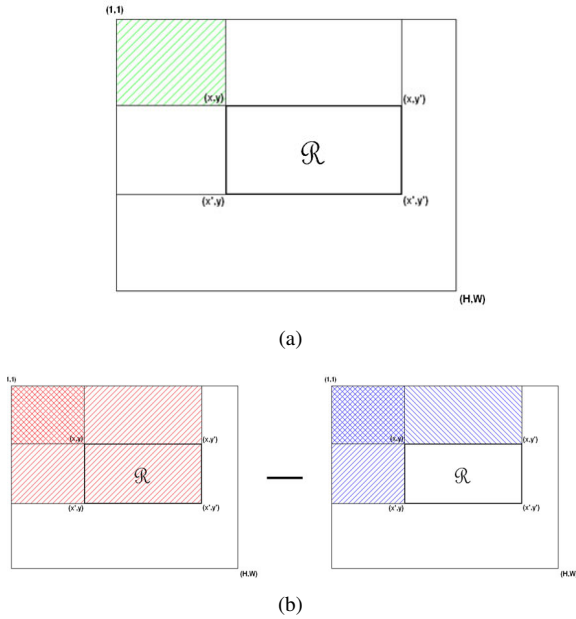 (1,1)
(x,y)
(x,y')
ℛ
(x',y)
(x',y')
(H,W)
(a)
1,1)
(1,1)
(x,y)
(x,y')
(x,y)
(x,y')
ℛ
ℛ
(x',y)
(x',y')
(x',y)
(x',y')
(H,W)
(H,W
(b)